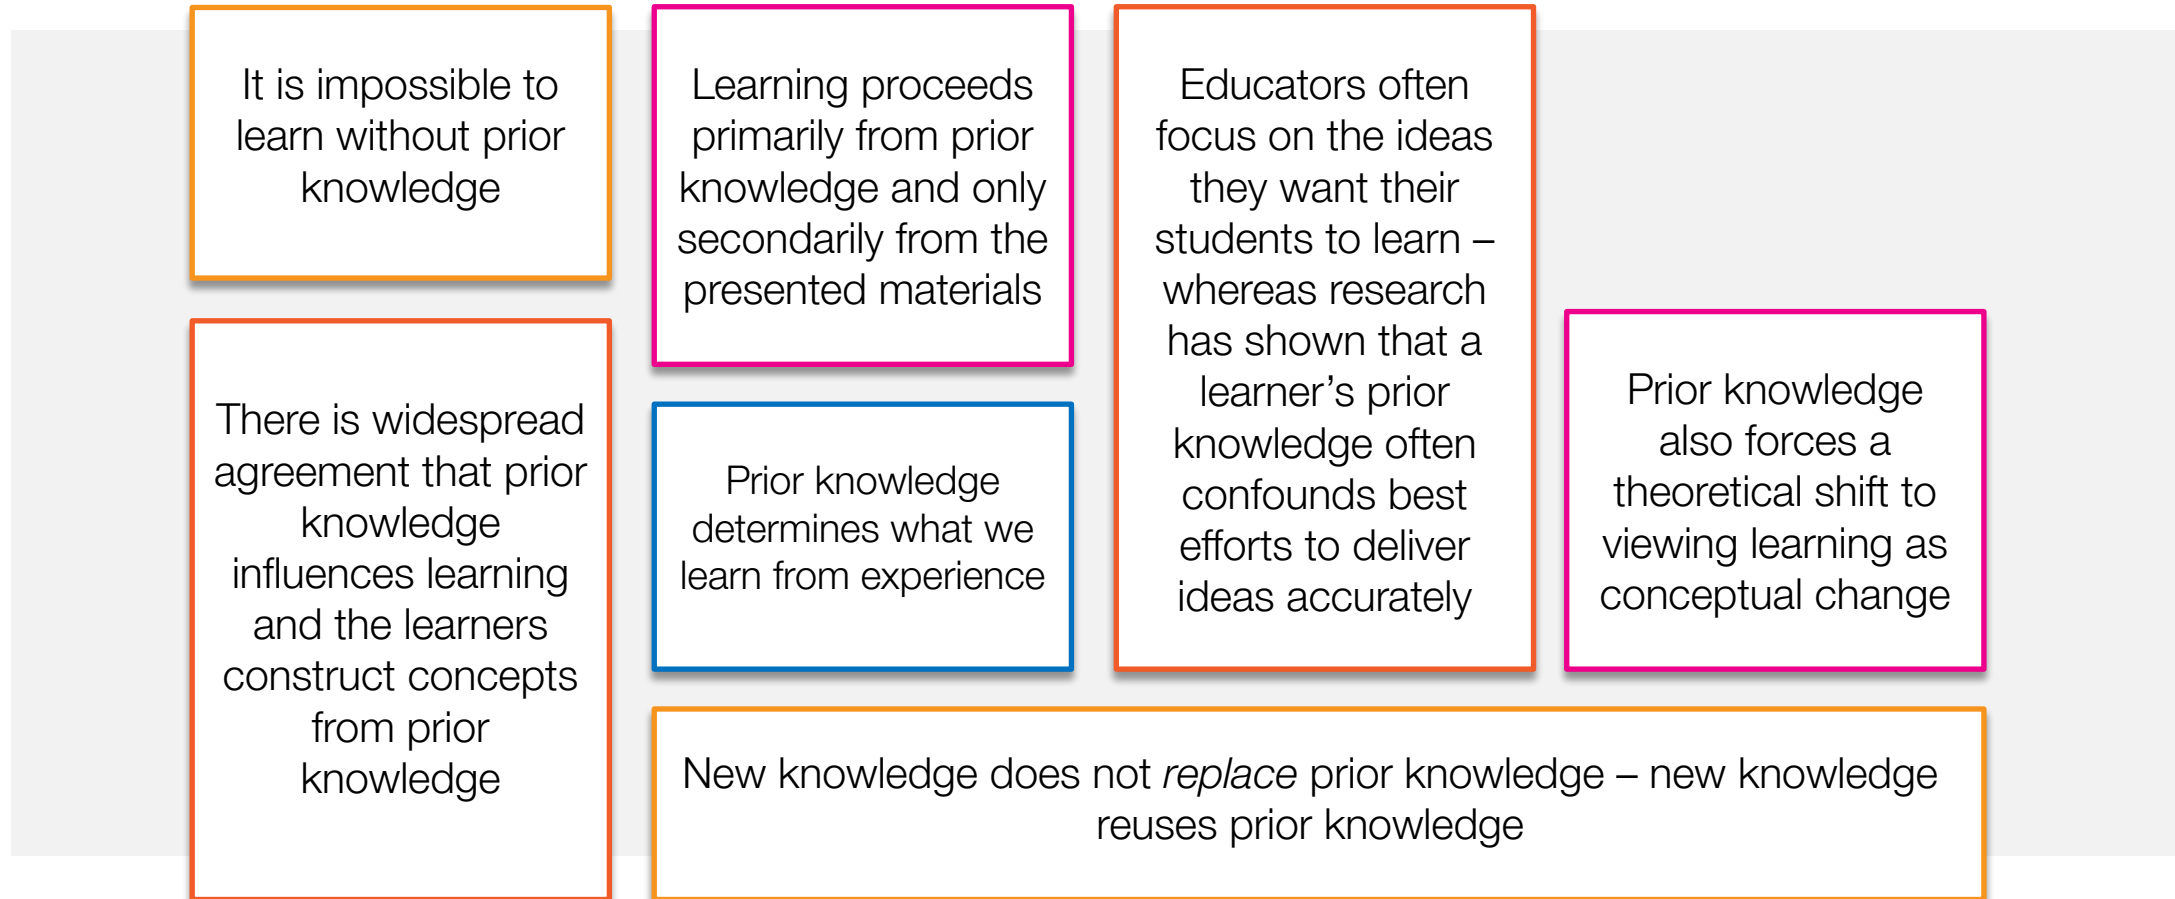 It is impossible to
learn without prior
knowledge
There is widespread
agreement that prior
knowledge
influences learning
and the learners
construct concepts
from prior
knowledge
Learning proceeds
primarily from prior
knowledge and only
secondarily from the
presented materials
Prior knowledge
determines what we
learn from experience
Educators often
focus on the ideas
they want their
students to learn –
whereas research
has shown that a
learner’s prior
knowledge often
confounds best
efforts to deliver
ideas accurately
Prior knowledge
also forces a
theoretical shift to
viewing learning as
conceptual change
New knowledge does not replace prior knowledge – new knowledge
reuses prior knowledge